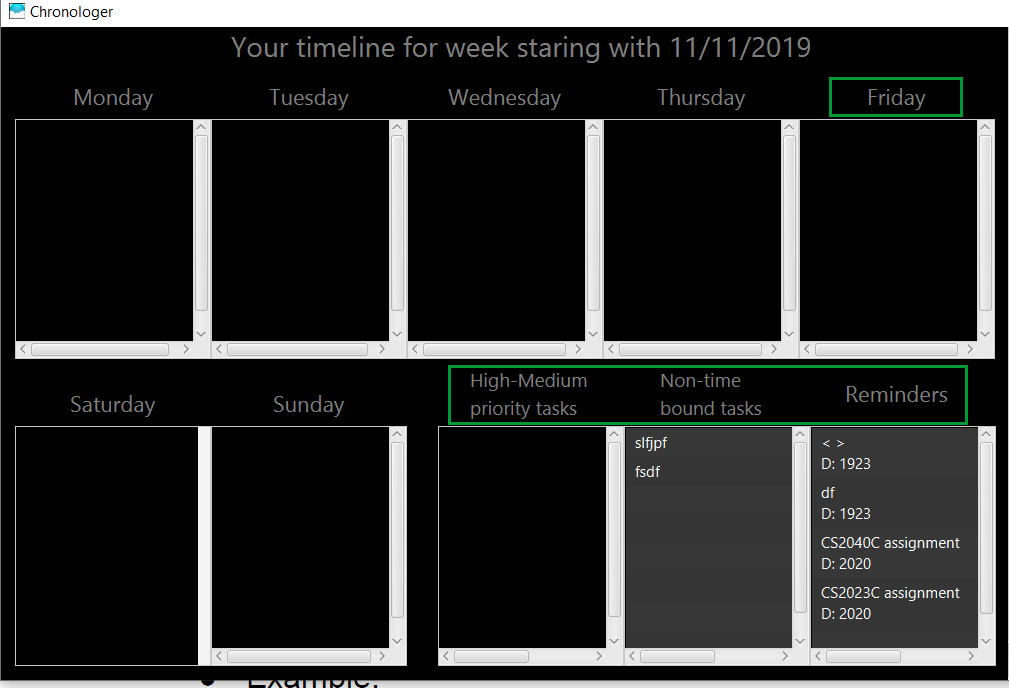 Chronologer
Your timeline for week staring with 11/11/2019
Monday
Tuesday
Wednesday
Thursday
Friday
Saturday
Sunday
High-Medium
priority tasks
Non-time
bound tasks
Reminders
slfjpf
fsdf
< >
D: 1923
df
D: 1923
CS2040C assignment
D: 2020
CS2023C assignment
D: 2020
Example: